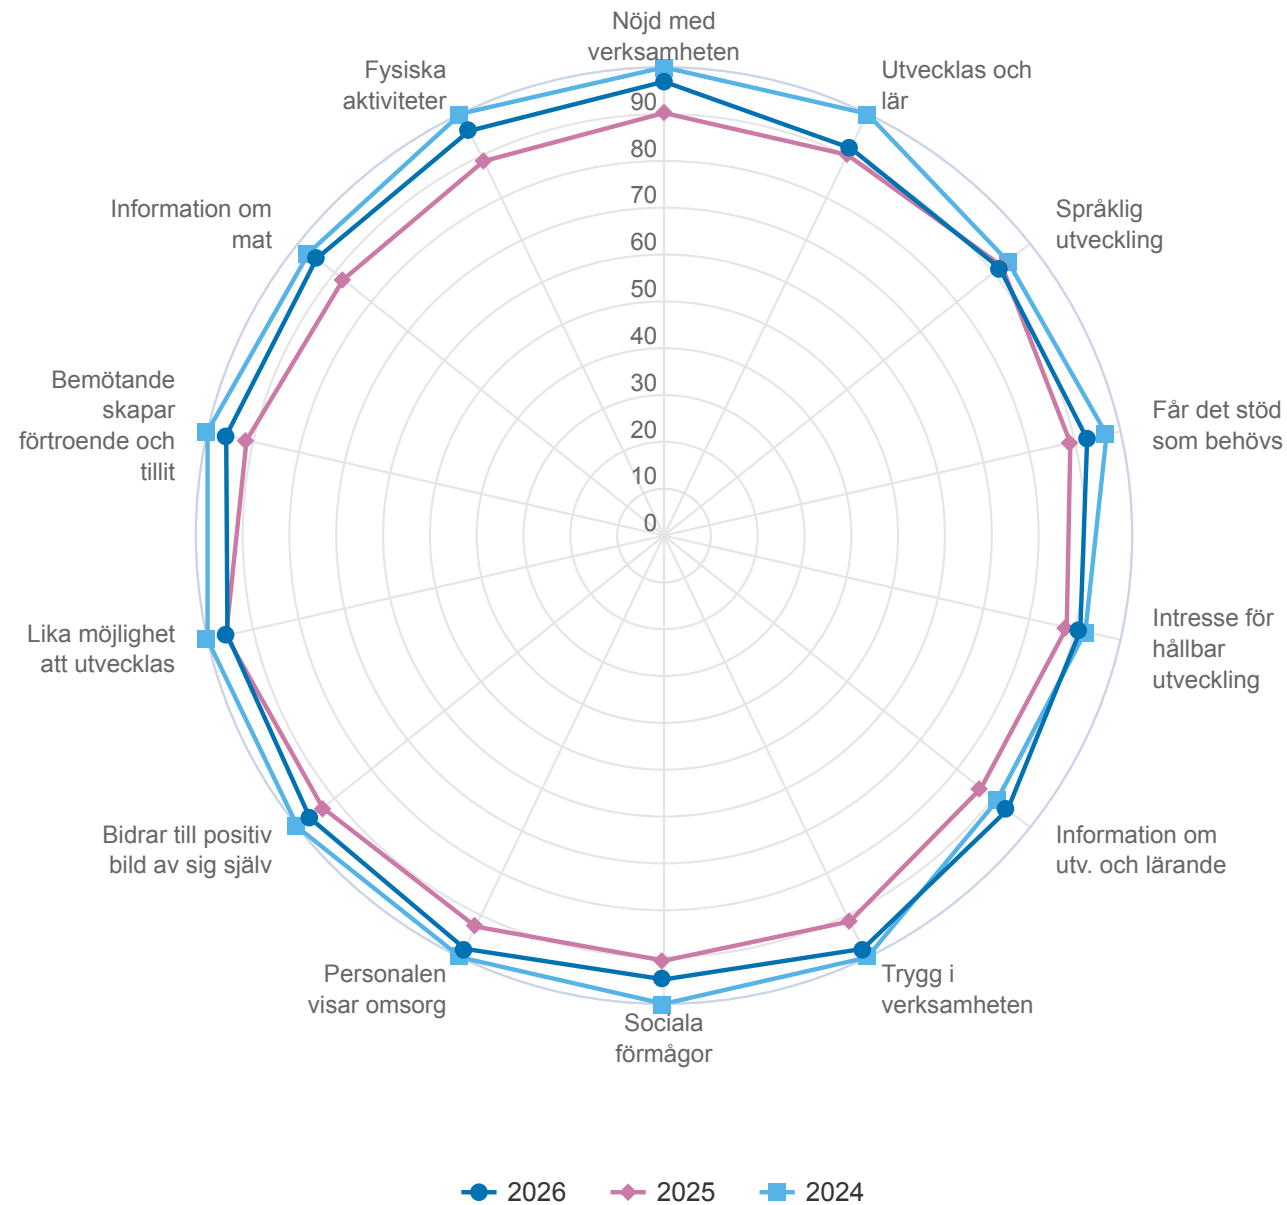 Nöjd med
verksamheten
Utvecklas och
lär
Språklig
utveckling
Får det stöd
som behövs
Intresse för
hållbar
utveckling
Information om
utv. och lärande
Trygg i
verksamheten
Sociala
förmågor
Personalen
visar omsorg
Bidrar till positiv
bild av sig själv
Lika möjlighet
att utvecklas
Bemötande
skapar
förtroende och
tillit
Information om
mat
Fysiska
aktiviteter
90
80
70
60
50
40
30
20
10
0
2026
2025
2024